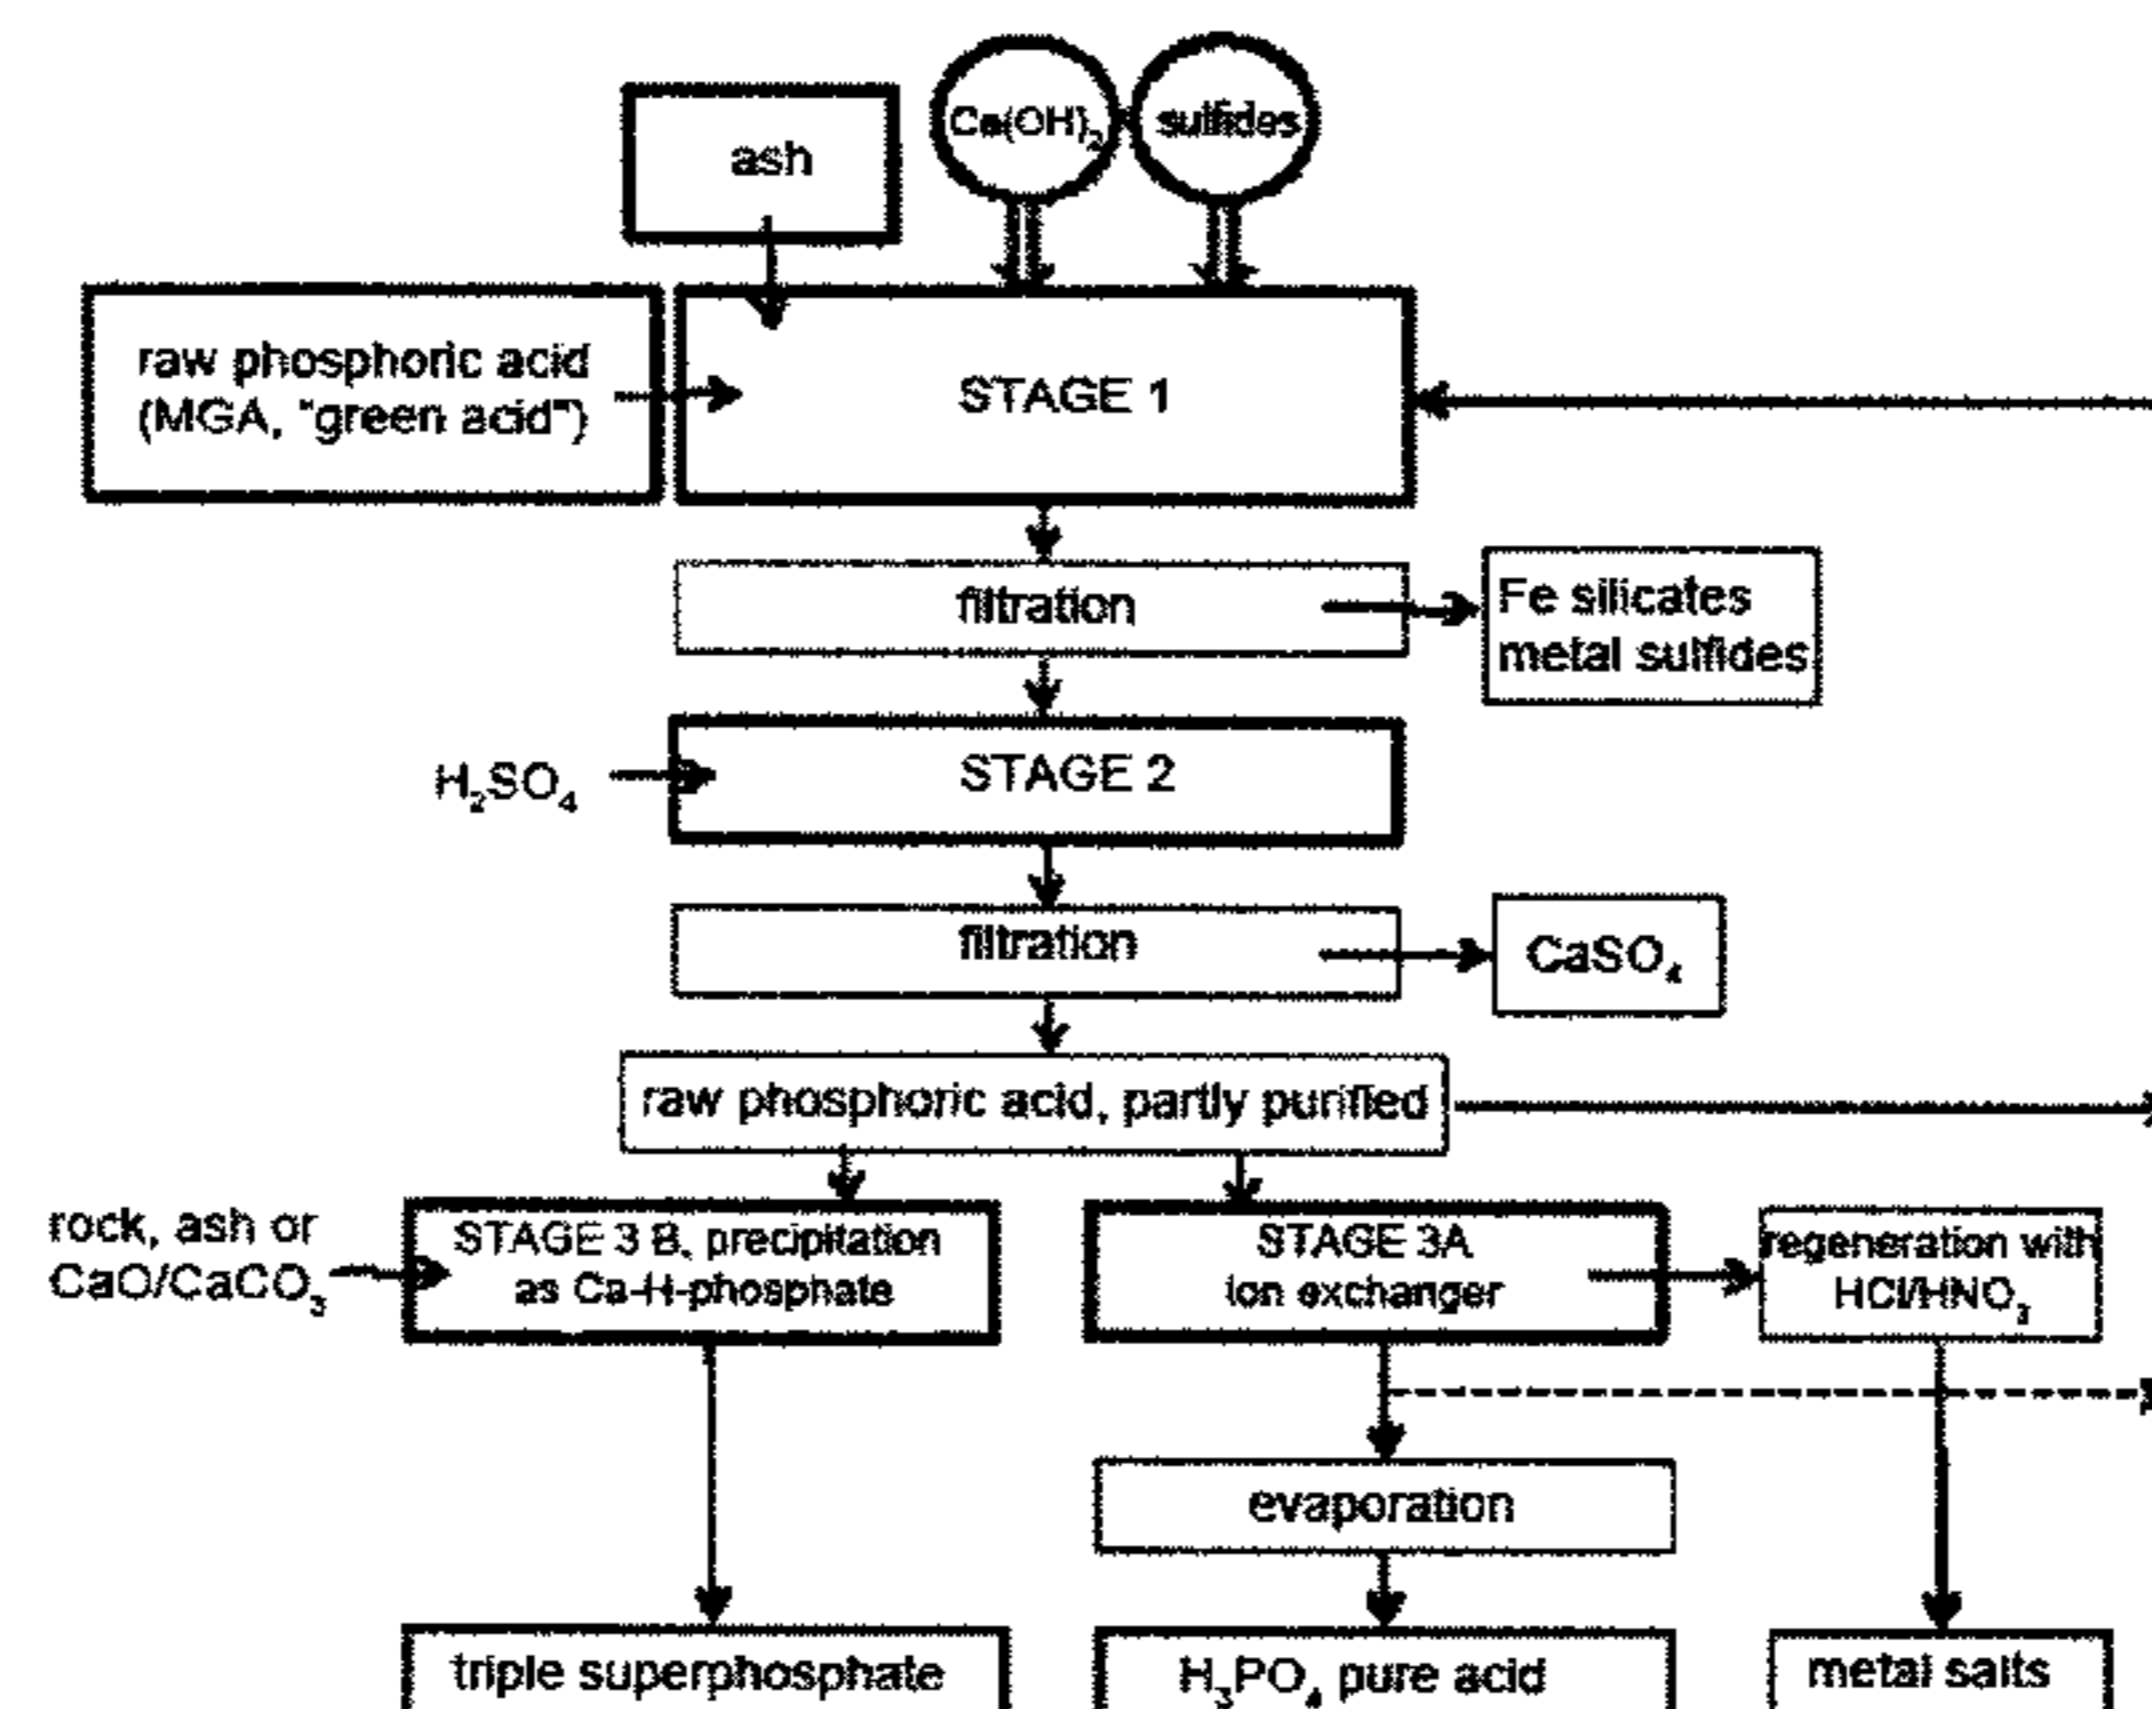 ash
Ca(OH)₂
sulfides
raw phosphoric acid
(MGA, "green acid")
STAGE 1
filtration
Fe silicates
metal sulfides
H₂SO₄
STAGE 2
filtration
CaSO₄
raw phosphoric acid, partly purified
rock, ash or
CaO/CaCO₃
STAGE 3 B, precipitation
as Ca-H-phosphate
STAGE 3A
ion exchanger
regeneration with
HCl/HNO₃
evaporation
triple superphosphate
H₃PO₄ pure acid
metal salts